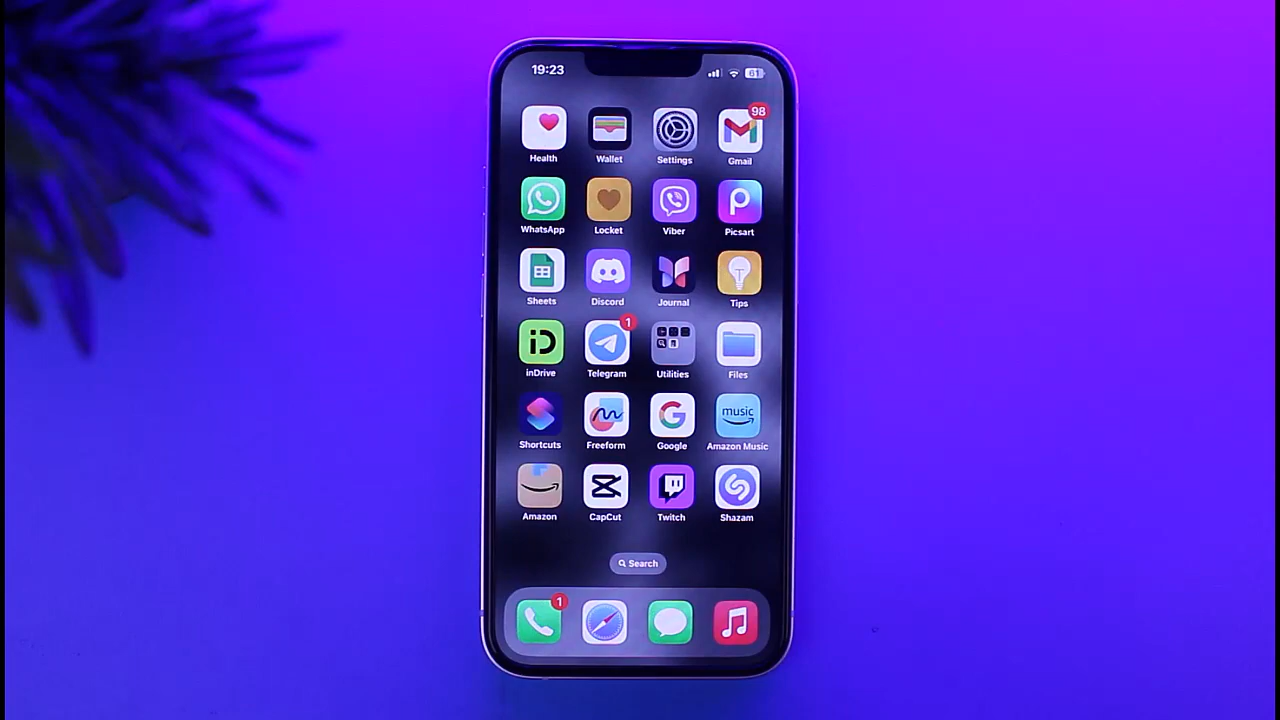 19:23 61
98
Health Wallet Settings Gmail
WhatsApp Locket Viber Picsart
Sheets Discord Journal Tips
1
inDrive Telegram Utilities Files
music
Shortcuts Freeform Google Amazon Music
Amazon CapCut Twitch Shazam
Search
1